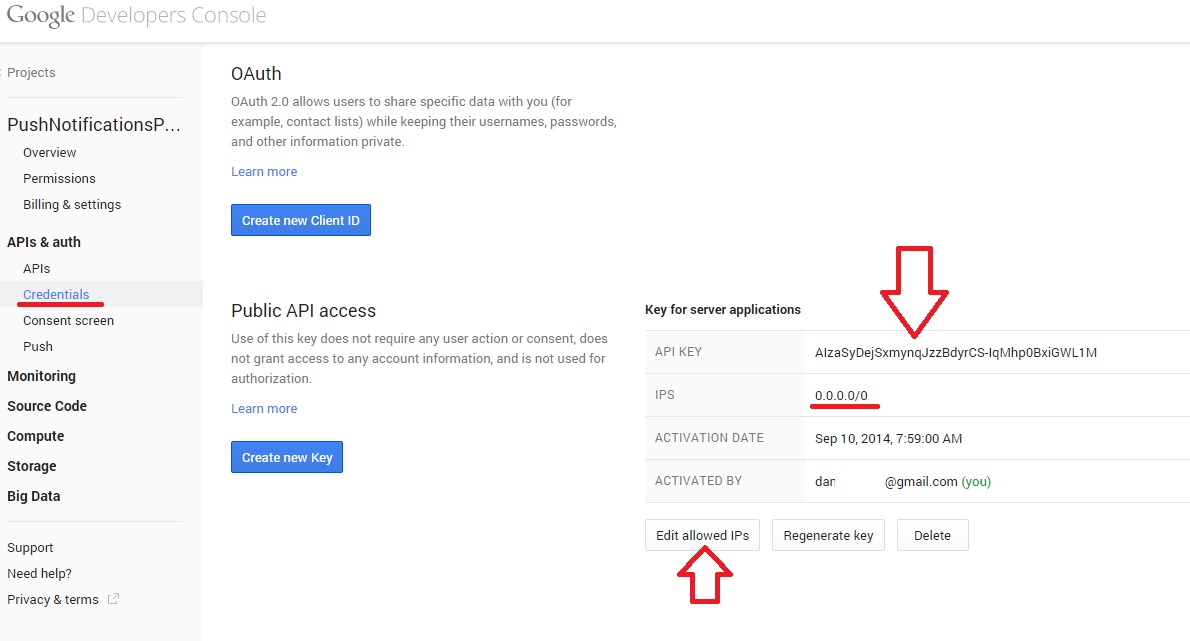 Google Developers Console
Projects
PushNotificationsP...
Overview
Permissions
Billing & settings
APIs & auth
APIs
Credentials
Consent screen
Push
Monitoring
Source Code
Compute
Storage
Big Data
Support
Need help?
Privacy & terms
OAuth
OAuth 2.0 allows users to share specific data with you (for
example, contact lists) while keeping their usernames, passwords,
and other information private.
Learn more
Create new Client ID
Public API access
Use of this key does not require any user action or consent, does
not grant access to any account information, and is not used for
authorization.
Learn more
Create new Key
Key for server applications
API KEY AIzaSyDejSxmynqJzzBdyrCS-IqMhp0BxiGWL1M
IPS 0.0.0.0/0
ACTIVATION DATE Sep 10, 2014, 7:59:00 AM
ACTIVATED BY dan @gmail.com (you)
Edit allowed IPs Regenerate key Delete